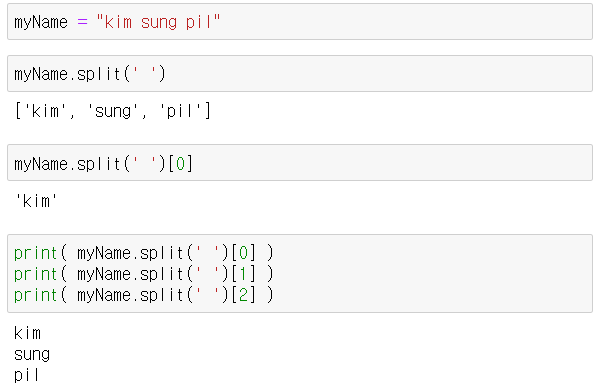 myName = "kim sung pil"
myName.split(' ')
['kim', 'sung', 'pil']
myName.split(' ')[0]
'kim'
print( myName.split(' ')[0] )
print( myName.split(' ')[1] )
print( myName.split(' ')[2] )
kim
sung
pil